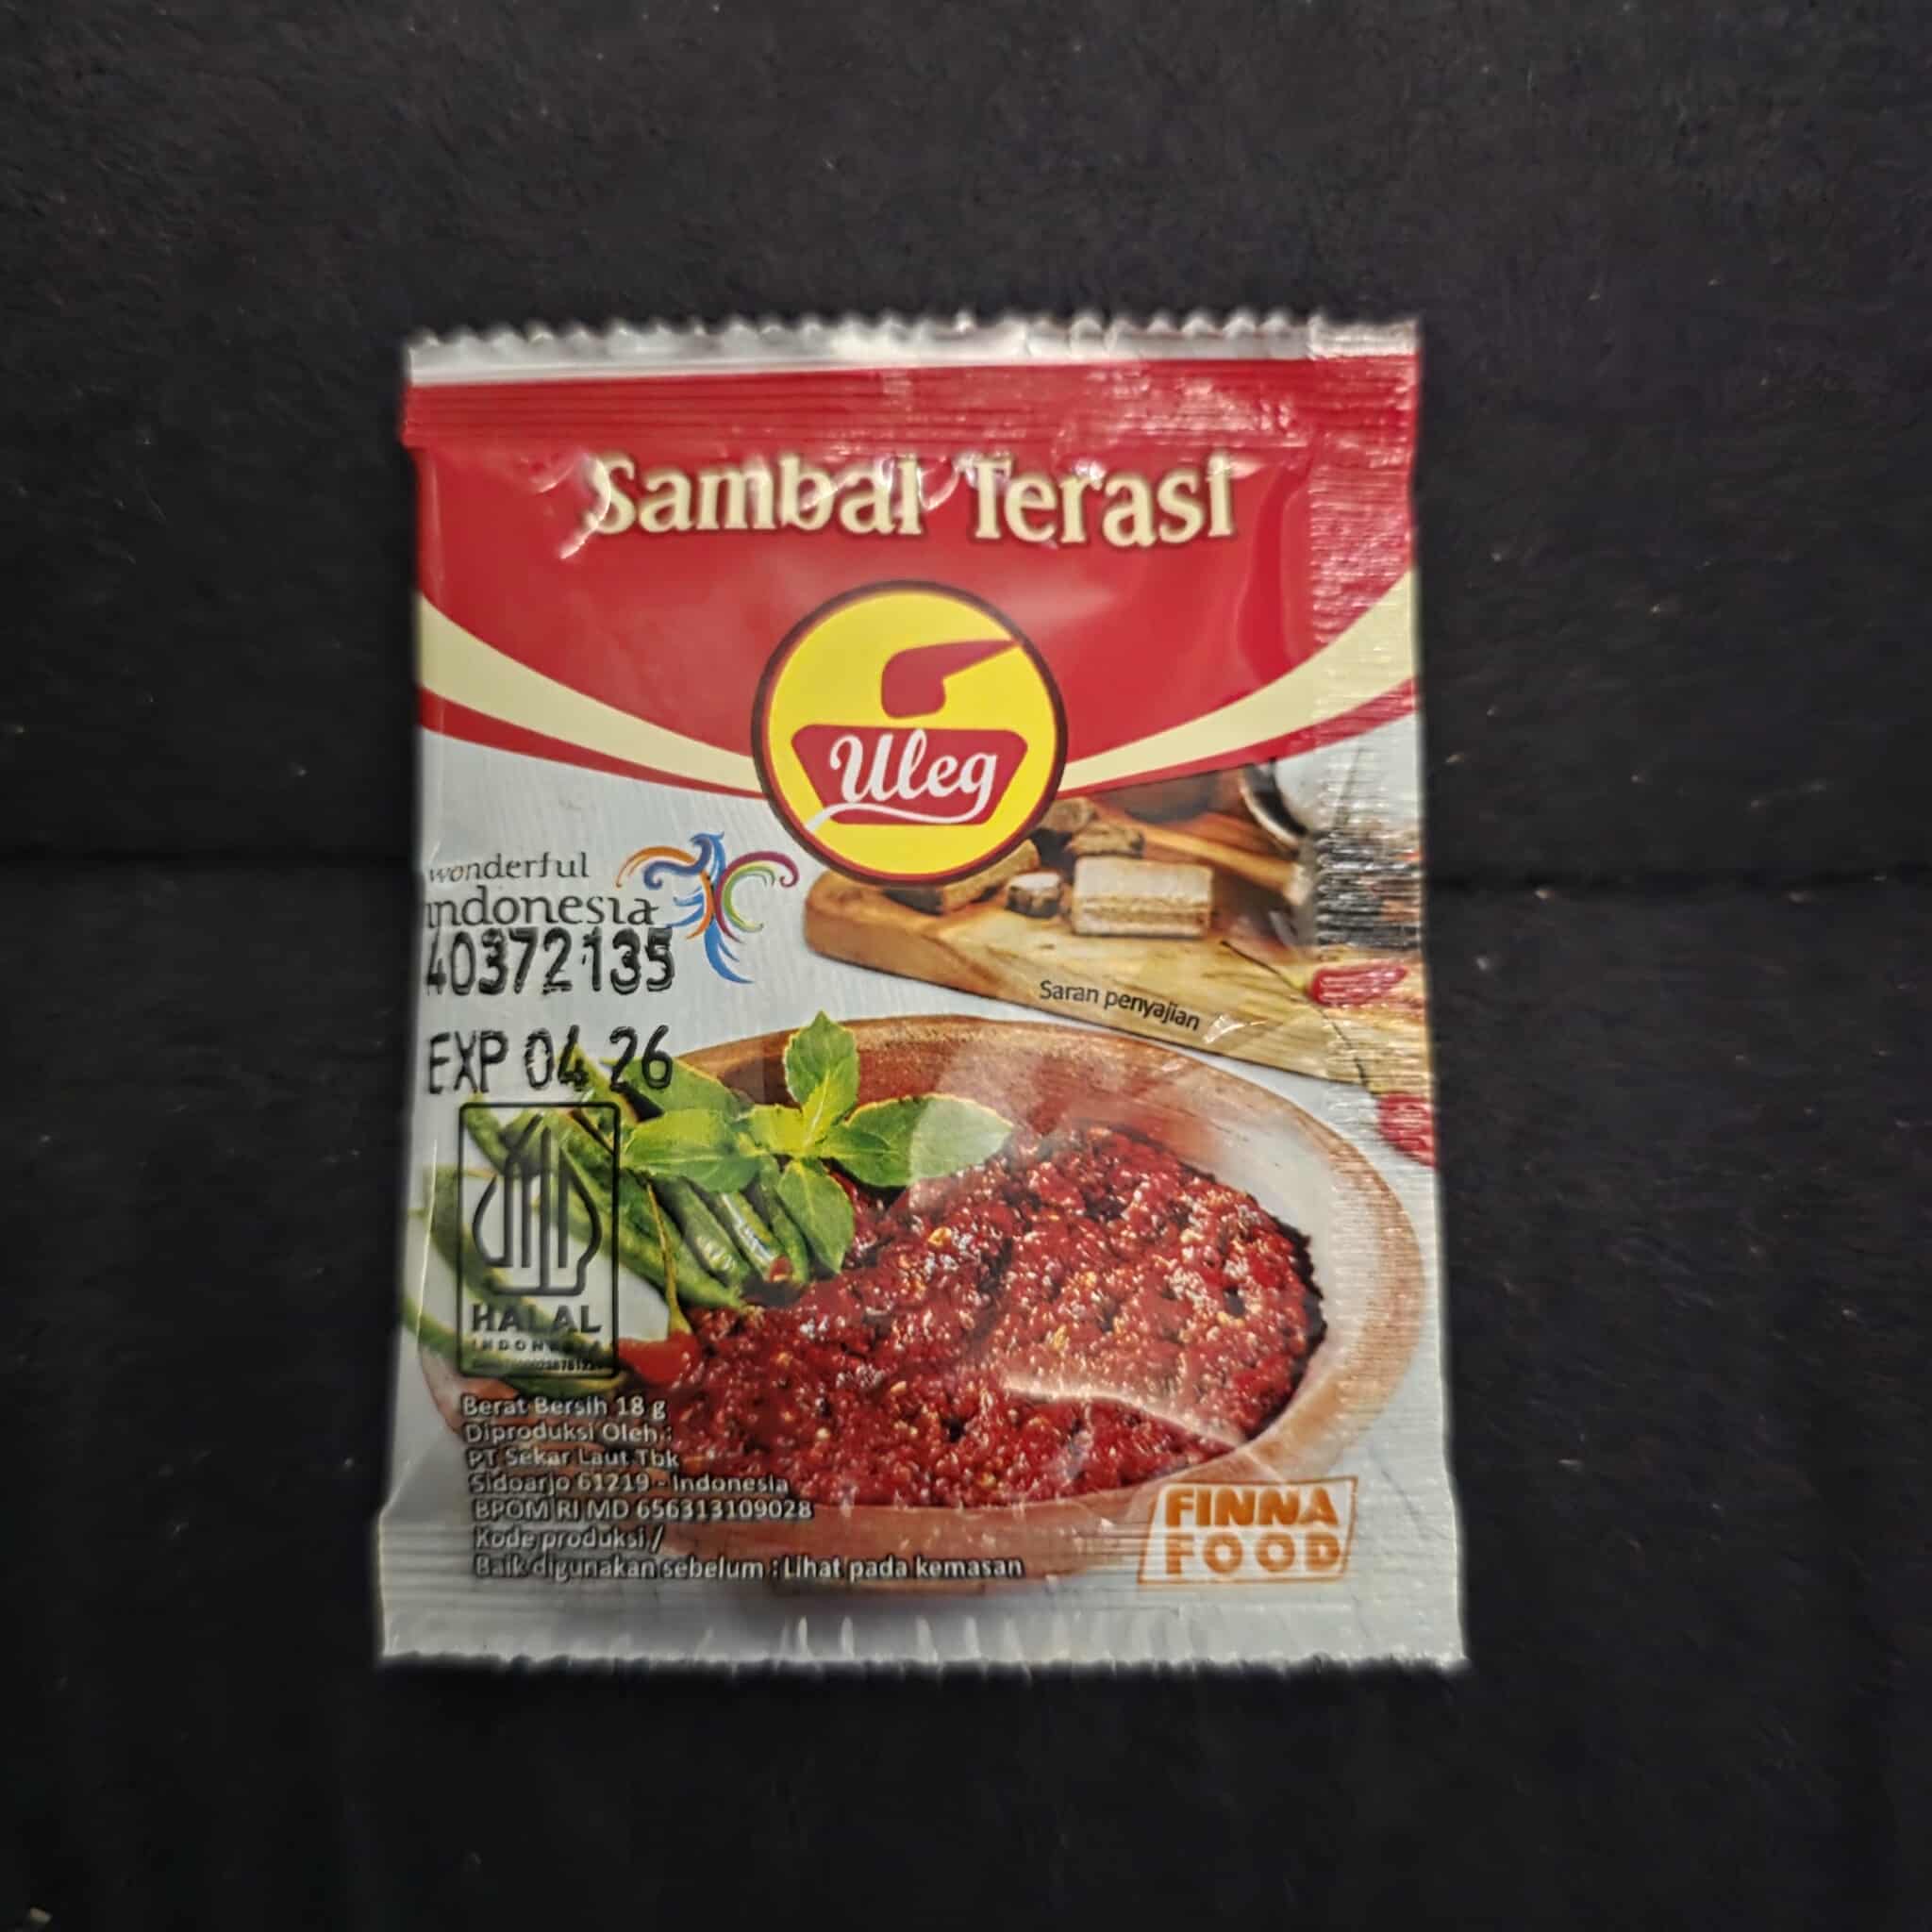 Sambal Terasi
Uleg
wonderful
indonesia
40372135
EXP 04 26
Saran penyajian
HALAL
INDONESIA
Berat Bersih 18 g
Diproduksi Oleh :
PT Sekar Laut Tbk
Sidoarjo 61219 - Indonesia
BPOM RI MD 656313109028
Kode produksi /
Baik digunakan sebelum : Lihat pada kemasan
FINNA
FOOD